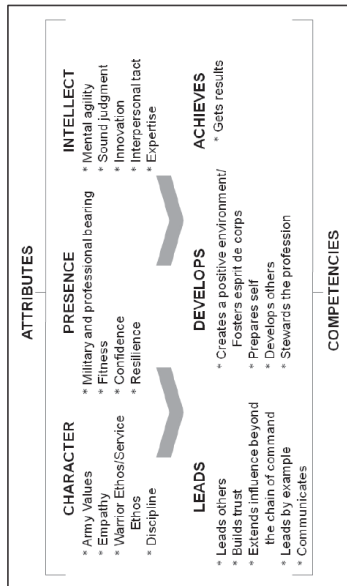 ATTRIBUTES
CHARACTER
* Army Values
* Empathy
* Warrior Ethos/Service
Ethos
* Discipline
PRESENCE
* Military and professional bearing
* Fitness
* Confidence
* Resilience
INTELLECT
* Mental agility
* Sound judgment
* Innovation
* Interpersonal tact
* Expertise
LEADS
* Leads others
* Builds trust
* Extends influence beyond
the chain of command
* Leads by example
* Communicates
DEVELOPS
* Creates a positive environment/
Fosters esprit de corps
* Prepares self
* Develops others
* Stewards the profession
ACHIEVES
* Gets results
COMPETENCIES